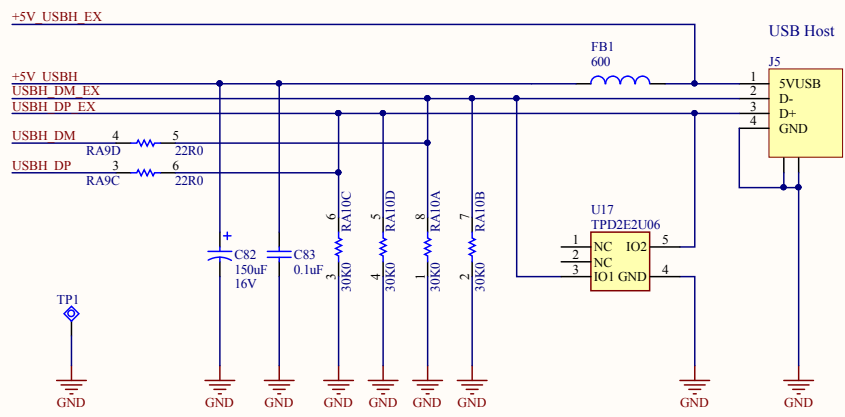 +5V_USBH_EX
USB Host
FB1
600
J5
+5V_USBH
1
5VUSB
USBH_DM_EX
2
D-
USBH_DP_EX
3
D+
4
GND
USBH_DM
4
5
RA9D
22R0
USBH_DP
3
6
RA9C
22R0
6
RA10C
3
30K0
5
RA10D
4
30K0
8
RA10A
1
30K0
7
RA10B
2
30K0
U17
TPD2E2U06
1
NC
IO2
5
2
NC
3
IO1
GND
4
+
C82
150uF
16V
C83
0.1uF
TP1
GND
GND
GND
GND
GND
GND
GND
GND
GND